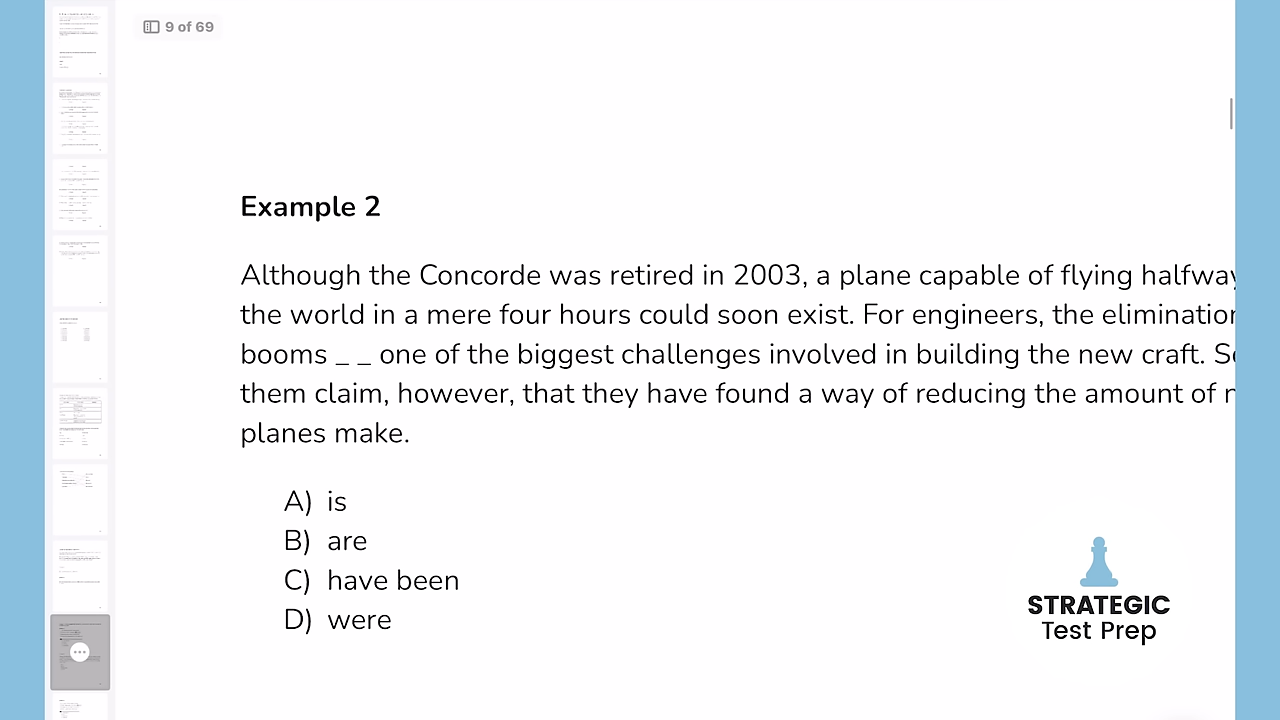 9 of 69
Example 2
Although the Concorde was retired in 2003, a plane capable of flying halfway
the world in a mere four hours could soon exist. For engineers, the elimination
booms _ _ one of the biggest challenges involved in building the new craft.
them claim, however, that they have found a way of reducing the amount of
planes make.
A) is
B) are
C) have been
D) were
STRATEGIC
Test Prep